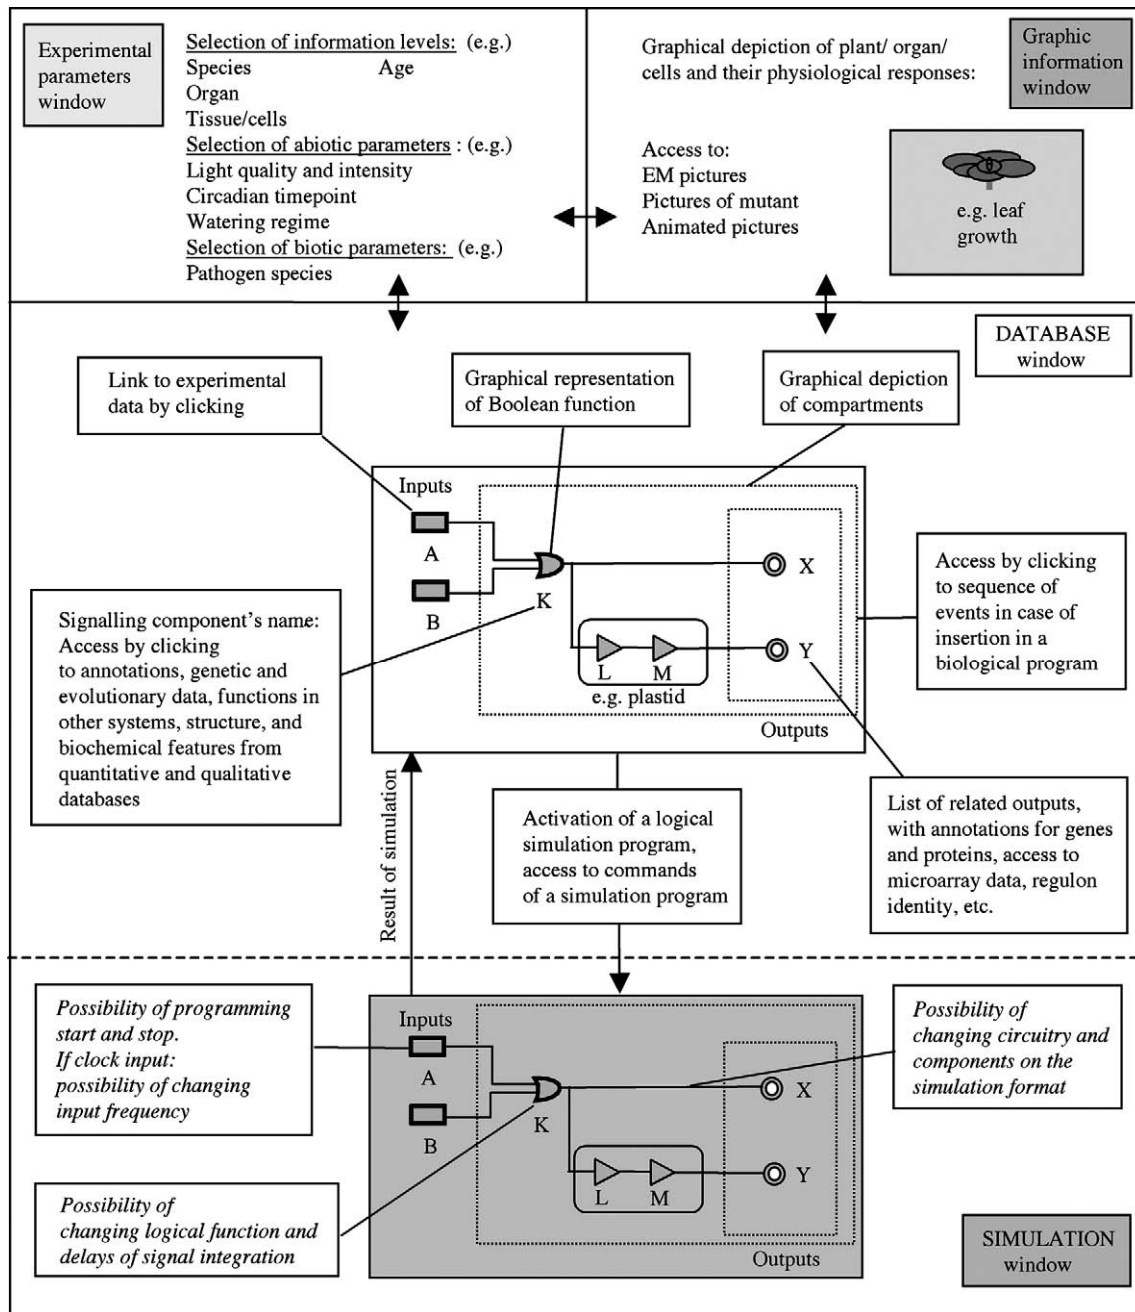 Experimental
parameters
window
Selection of information levels: (e.g.)
Species Age
Organ
Tissue/cells
Selection of abiotic parameters : (e.g.)
Light quality and intensity
Circadian timepoint
Watering regime
Selection of biotic parameters: (e.g.)
Pathogen species
Graphical depiction of plant/ organ/
cells and their physiological responses:
Graphic
information
window
Access to:
EM pictures
Pictures of mutant
Animated pictures
e.g. leaf
growth
DATABASE
window
Link to experimental
data by clicking
Graphical representation
of Boolean function
Graphical depiction
of compartments
Inputs
A
B
K
L
M
e.g. plastid
X
Y
Outputs
Signalling component's name:
Access by clicking
to annotations, genetic and
evolutionary data, functions in
other systems, structure, and
biochemical features from
quantitative and qualitative
databases
Access by clicking
to sequence of
events in case of
insertion in a
biological program
List of related outputs,
with annotations for genes
and proteins, access to
microarray data, regulon
identity, etc.
Result of simulation
Activation of a logical
simulation program,
access to commands
of a simulation program
Possibility of programming
start and stop.
If clock input:
possibility of changing
input frequency
Inputs
A
B
K
L
M
X
Y
Outputs
Possibility of
changing circuitry and
components on the
simulation format
Possibility of
changing logical function and
delays of signal integration
SIMULATION
window